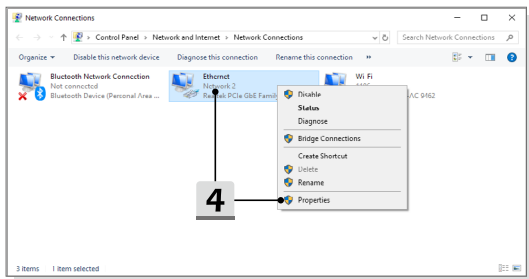 Network Connections
Control Panel > Network and Internet > Network Connections
Search Network Connections
Organize
Disable this network device
Diagnose this connection
Rename this connection
»
Bluetooth Network Connection
Not connected
Bluetooth Device (Personal Area ...
Ethernet
Network 2
Realtek PCIe GbE Famil
Wi Fi
AC 9462
Disable
Status
Diagnose
Bridge Connections
Create Shortcut
Delete
Rename
Properties
4
3 items
1 item selected